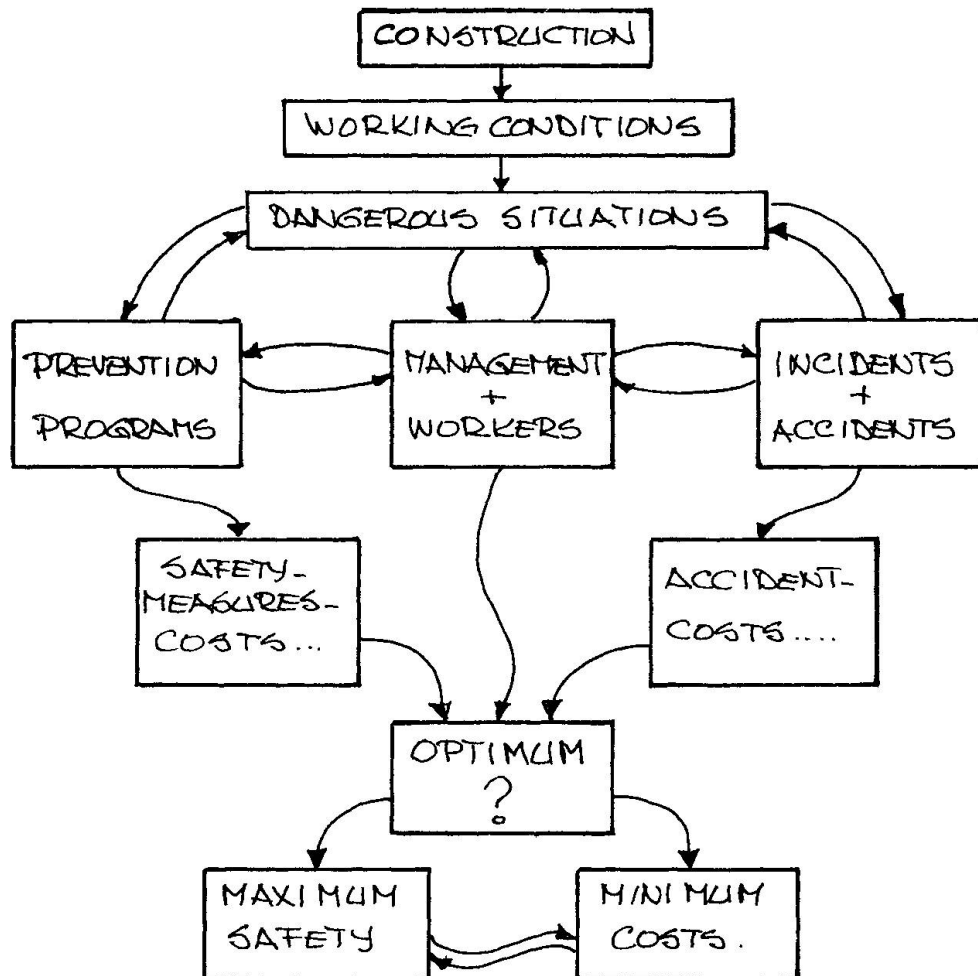 CONSTRUCTION
WORKING CONDITIONS
DANGEROUS SITUATIONS
PREVENTION
PROGRAMS
MANAGEMENT
+
WORKERS
INCIDENTS
+
ACCIDENTS
SAFETY-
MEASURES-
COSTS...
ACCIDENT-
COSTS....
OPTIMUM
?
MAXIMUM
SAFETY
MINIMUM
COSTS.